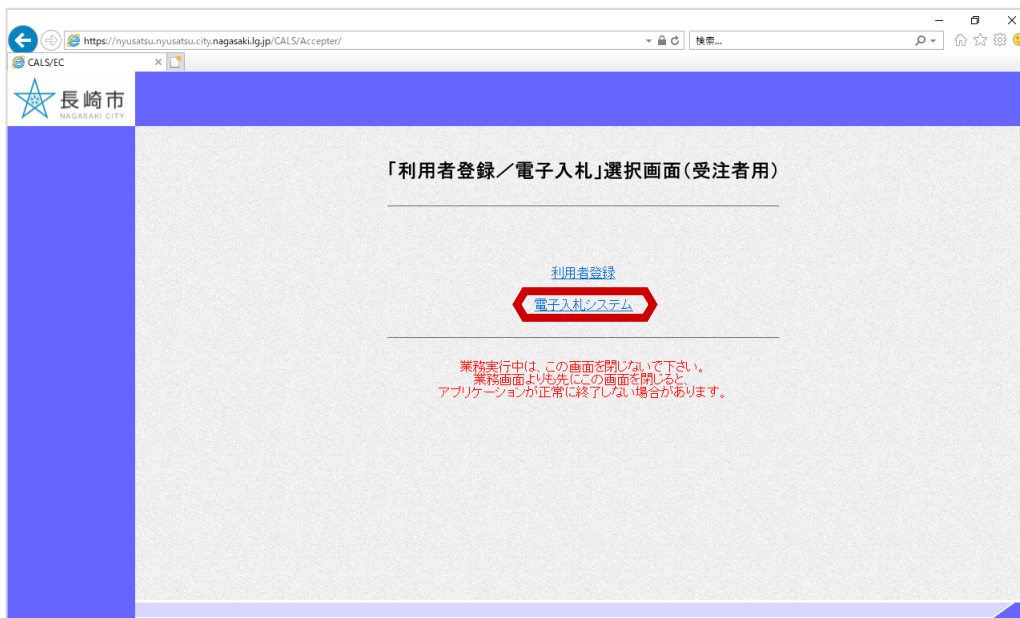 https://nyusatsu.nyusatsu.city.nagasaki.lg.jp/CALS/Accepter/
検索...
CALS/EC
長崎市
NAGASAKI CITY
「利用者登録／電子入札」選択画面（受注者用）
利用者登録
電子入札システム
業務実行中は、この画面を閉じないで下さい。
業務画面よりも先にこの画面を閉じると、
アプリケーションが正常に終了しない場合があります。